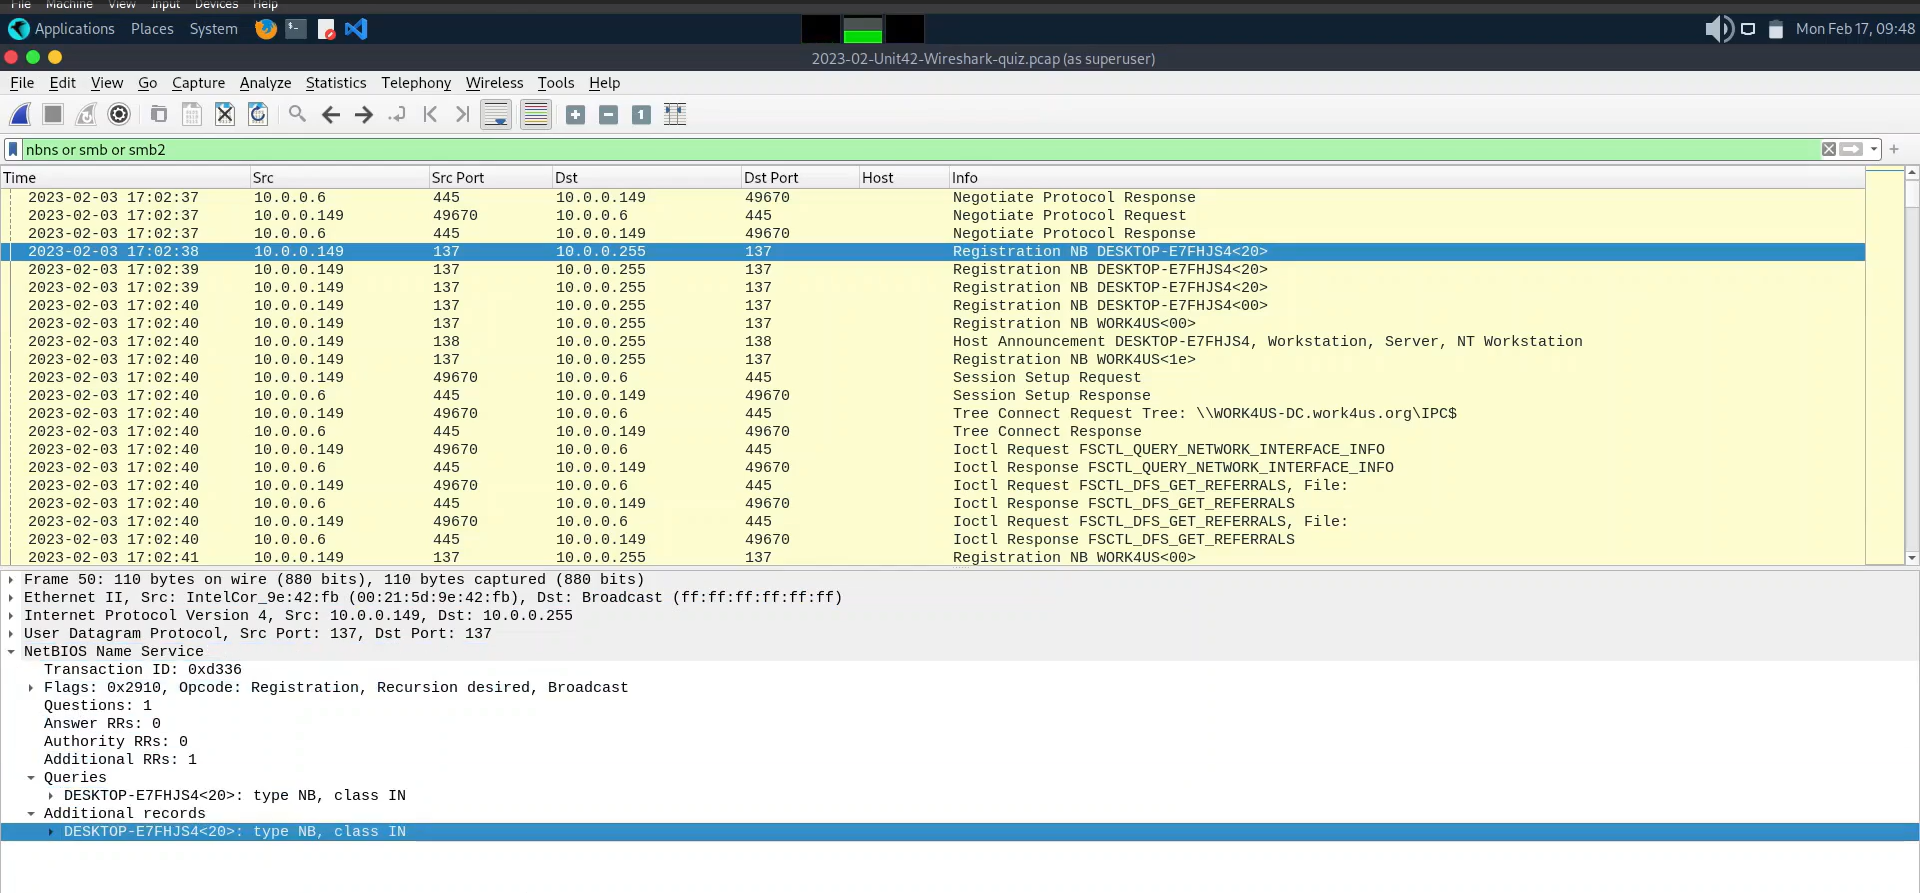 File Machine View Input Devices Help
Applications Places System Mon Feb 17, 09:48
2023-02-Unit42-Wireshark-quiz.pcap (as superuser)
File Edit View Go Capture Analyze Statistics Telephony Wireless Tools Help
nbns or smb or smb2
Time Src Src Port Dst Dst Port Host Info
2023-02-03 17:02:37 10.0.0.6 445 10.0.0.149 49670 Negotiate Protocol Response
2023-02-03 17:02:37 10.0.0.149 49670 10.0.0.6 445 Negotiate Protocol Request
2023-02-03 17:02:37 10.0.0.6 445 10.0.0.149 49670 Negotiate Protocol Response
2023-02-03 17:02:38 10.0.0.149 137 10.0.0.255 137 Registration NB DESKTOP-E7FHJS4<20>
2023-02-03 17:02:39 10.0.0.149 137 10.0.0.255 137 Registration NB DESKTOP-E7FHJS4<20>
2023-02-03 17:02:39 10.0.0.149 137 10.0.0.255 137 Registration NB DESKTOP-E7FHJS4<20>
2023-02-03 17:02:40 10.0.0.149 137 10.0.0.255 137 Registration NB DESKTOP-E7FHJS4<00>
2023-02-03 17:02:40 10.0.0.149 137 10.0.0.255 137 Registration NB WORK4US<00>
2023-02-03 17:02:40 10.0.0.149 138 10.0.0.255 138 Host Announcement DESKTOP-E7FHJS4, Workstation, Server, NT Workstation
2023-02-03 17:02:40 10.0.0.149 137 10.0.0.255 137 Registration NB WORK4US<1e>
2023-02-03 17:02:40 10.0.0.149 49670 10.0.0.6 445 Session Setup Request
2023-02-03 17:02:40 10.0.0.6 445 10.0.0.149 49670 Session Setup Response
2023-02-03 17:02:40 10.0.0.149 49670 10.0.0.6 445 Tree Connect Request Tree: \\WORK4US-DC.work4us.org\IPC$
2023-02-03 17:02:40 10.0.0.6 445 10.0.0.149 49670 Tree Connect Response
2023-02-03 17:02:40 10.0.0.149 49670 10.0.0.6 445 Ioctl Request FSCTL_QUERY_NETWORK_INTERFACE_INFO
2023-02-03 17:02:40 10.0.0.6 445 10.0.0.149 49670 Ioctl Response FSCTL_QUERY_NETWORK_INTERFACE_INFO
2023-02-03 17:02:40 10.0.0.149 49670 10.0.0.6 445 Ioctl Request FSCTL_DFS_GET_REFERRALS, File:
2023-02-03 17:02:40 10.0.0.6 445 10.0.0.149 49670 Ioctl Response FSCTL_DFS_GET_REFERRALS
2023-02-03 17:02:40 10.0.0.149 49670 10.0.0.6 445 Ioctl Request FSCTL_DFS_GET_REFERRALS, File:
2023-02-03 17:02:40 10.0.0.6 445 10.0.0.149 49670 Ioctl Response FSCTL_DFS_GET_REFERRALS
2023-02-03 17:02:41 10.0.0.149 137 10.0.0.255 137 Registration NB WORK4US<00>
Frame 50: 110 bytes on wire (880 bits), 110 bytes captured (880 bits)
Ethernet II, Src: IntelCor_9e:42:fb (00:21:5d:9e:42:fb), Dst: Broadcast (ff:ff:ff:ff:ff:ff)
Internet Protocol Version 4, Src: 10.0.0.149, Dst: 10.0.0.255
User Datagram Protocol, Src Port: 137, Dst Port: 137
NetBIOS Name Service
Transaction ID: 0xd336
Flags: 0x2910, Opcode: Registration, Recursion desired, Broadcast
Questions: 1
Answer RRs: 0
Authority RRs: 0
Additional RRs: 1
Queries
DESKTOP-E7FHJS4<20>: type NB, class IN
Additional records
DESKTOP-E7FHJS4<20>: type NB, class IN